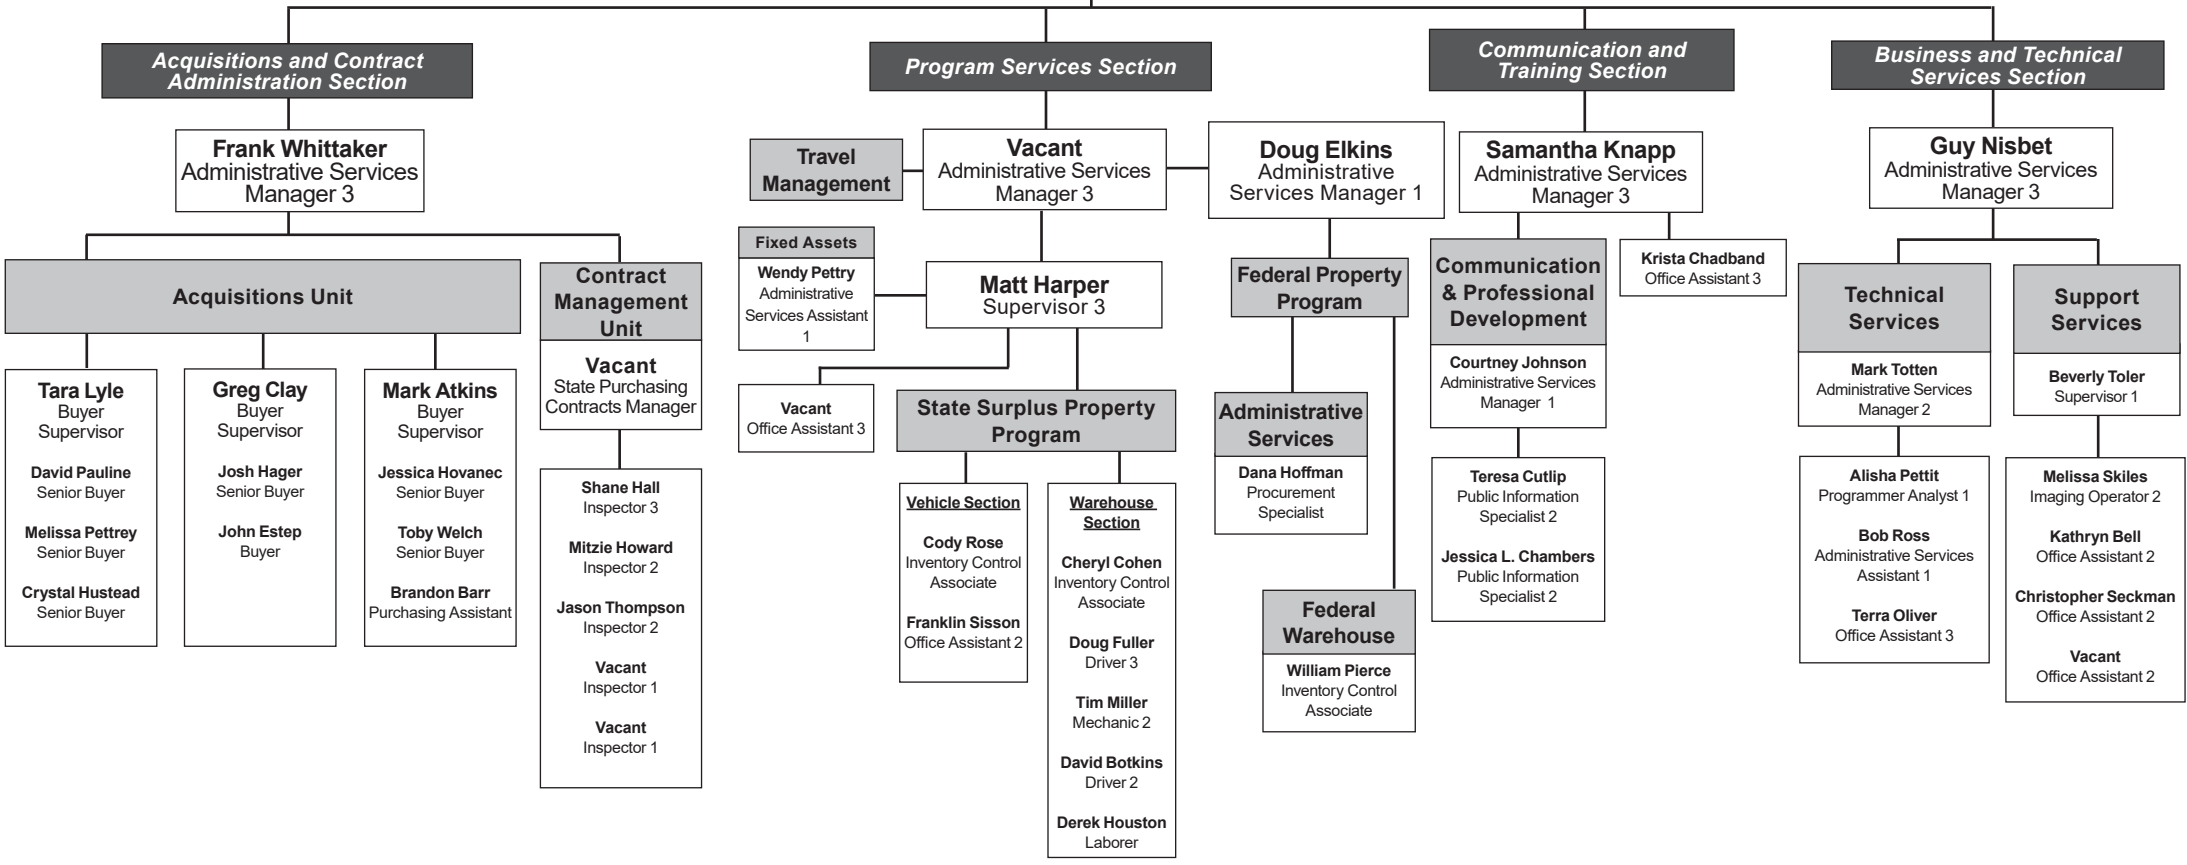 Acquisitions and Contract
Administration Section
Frank Whittaker
Administrative Services
Manager 3
Acquisitions Unit
Tara Lyle
Buyer
Supervisor
David Pauline
Senior Buyer
Melissa Pettrey
Senior Buyer
Crystal Hustead
Senior Buyer
Greg Clay
Buyer
Supervisor
Josh Hager
Senior Buyer
John Estep
Buyer
Mark Atkins
Buyer
Supervisor
Jessica Hovanec
Senior Buyer
Toby Welch
Senior Buyer
Brandon Barr
Purchasing Assistant
Contract
Management
Unit
Vacant
State Purchasing
Contracts Manager
Shane Hall
Inspector 3
Mitzie Howard
Inspector 2
Jason Thompson
Inspector 2
Vacant
Inspector 1
Vacant
Inspector 1
Program Services Section
Travel
Management
Vacant
Administrative Services
Manager 3
Doug Elkins
Administrative
Services Manager 1
Fixed Assets
Wendy Pettry
Administrative
Services Assistant
1
Matt Harper
Supervisor 3
Vacant
Office Assistant 3
State Surplus Property
Program
Vehicle Section
Cody Rose
Inventory Control
Associate
Franklin Sisson
Office Assistant 2
Warehouse
Section
Cheryl Cohen
Inventory Control
Associate
Doug Fuller
Driver 3
Tim Miller
Mechanic 2
David Botkins
Driver 2
Derek Houston
Laborer
Federal Property
Program
Administrative
Services
Dana Hoffman
Procurement
Specialist
Federal
Warehouse
William Pierce
Inventory Control
Associate
Communication and
Training Section
Samantha Knapp
Administrative Services
Manager 3
Communication
& Professional
Development
Courtney Johnson
Administrative Services
Manager 1
Teresa Cutlip
Public Information
Specialist 2
Jessica L. Chambers
Public Information
Specialist 2
Krista Chadband
Office Assistant 3
Business and Technical
Services Section
Guy Nisbet
Administrative Services
Manager 3
Technical
Services
Mark Totten
Administrative Services
Manager 2
Alisha Pettit
Programmer Analyst 1
Bob Ross
Administrative Services
Assistant 1
Terra Oliver
Office Assistant 3
Support
Services
Beverly Toler
Supervisor 1
Melissa Skiles
Imaging Operator 2
Kathryn Bell
Office Assistant 2
Christopher Seckman
Office Assistant 2
Vacant
Office Assistant 2